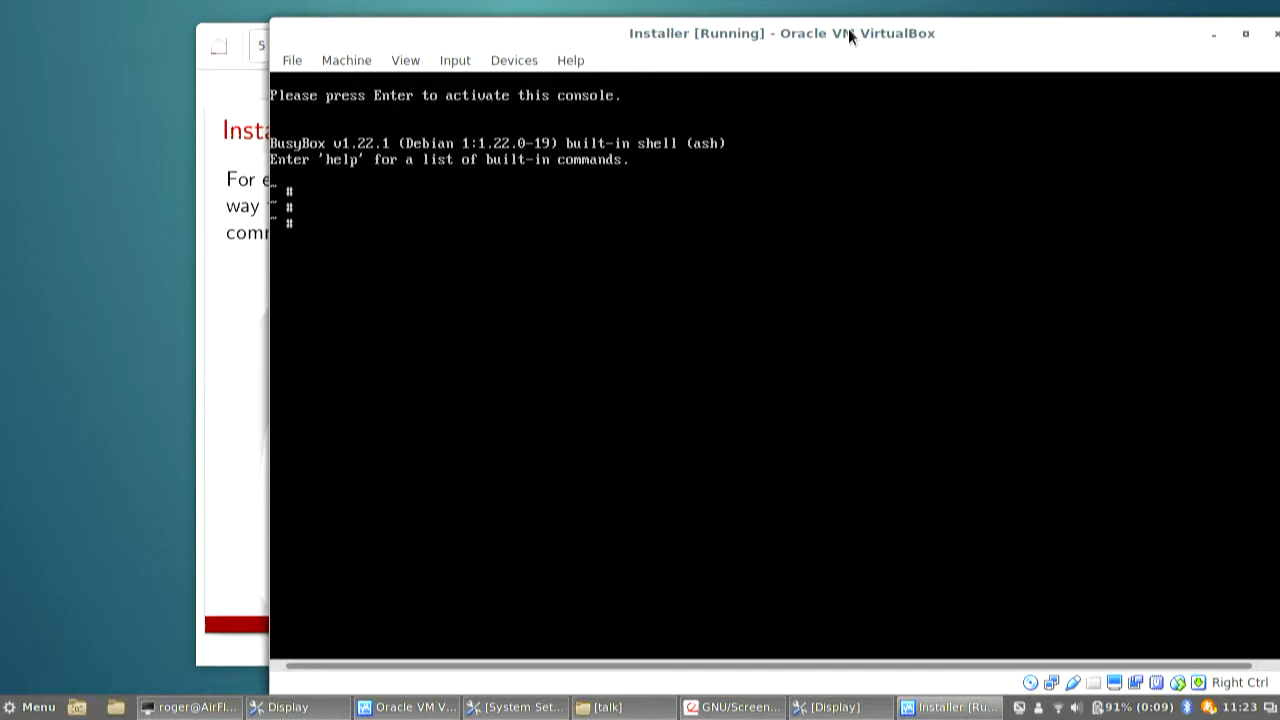 Installer [Running] - Oracle VM VirtualBox
File Machine View Input Devices Help
5
Please press Enter to activate this console.
BusyBox v1.22.1 (Debian 1:1.22.0-19) built-in shell (ash)
Enter 'help' for a list of built-in commands.
~ #
~ #
~ #
For
way
Right Ctrl
Menu roger@AirFl... Display Oracle VM V... [System Set... [talk] GNU/Screen... [Display] Installer [Ru... 91% (0:09) 11:23